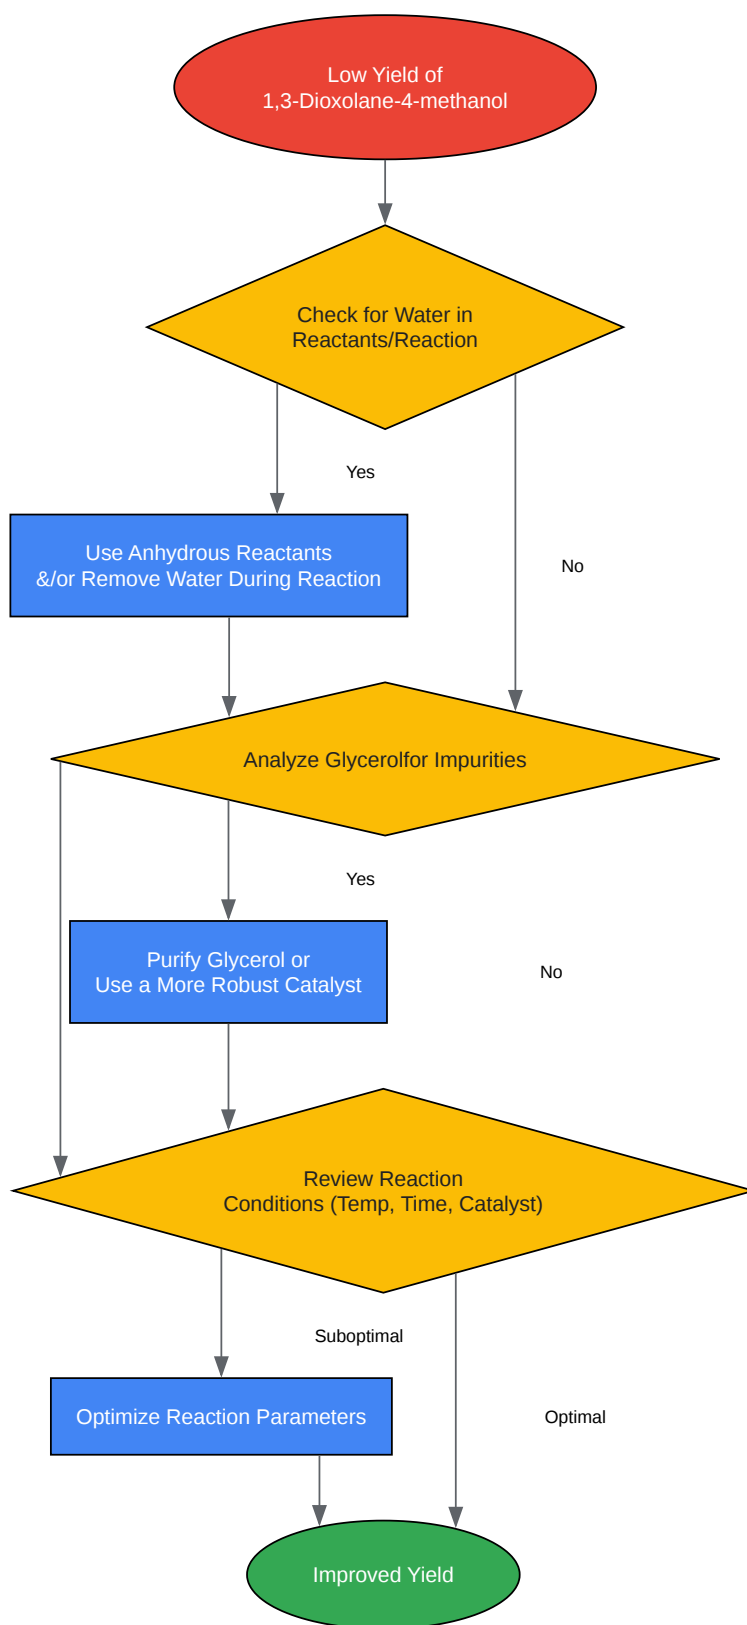 Low Yield of
1,3-Dioxolane-4-methanol
Check for Water in
Reactants/Reaction
Yes
Use Anhydrous Reactants
&/or Remove Water During Reaction
No
Analyze Glycerolfor Impurities
Yes
Purify Glycerol or
Use a More Robust Catalyst
No
Review Reaction
Conditions (Temp, Time, Catalyst)
Suboptimal
Optimize Reaction Parameters
Optimal
Improved Yield